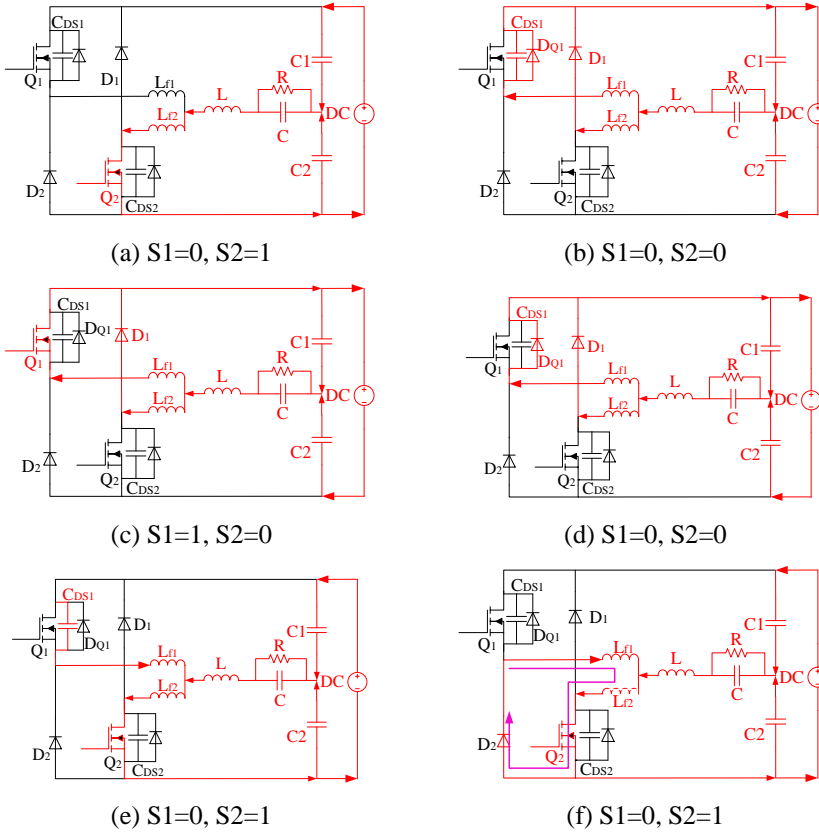 CDS1
Q1
D1
Lf1
Lf2
L
R
C
C1
DC
C2
D2
Q2
CDS2
(a) S1=0, S2=1
CDS1
DQ1
Q1
D1
Lf1
Lf2
L
R
C
C1
DC
C2
D2
Q2
CDS2
(b) S1=0, S2=0
CDS1
DQ1
Q1
D1
Lf1
Lf2
L
R
C
C1
DC
C2
D2
Q2
CDS2
(c) S1=1, S2=0
CDS1
DQ1
Q1
D1
Lf1
Lf2
L
R
C
C1
DC
C2
D2
Q2
CDS2
(d) S1=0, S2=0
CDS1
DQ1
Q1
D1
Lf1
Lf2
L
R
C
C1
DC
C2
D2
Q2
CDS2
(e) S1=0, S2=1
CDS1
DQ1
Q1
D1
Lf1
Lf2
L
R
C
C1
DC
C2
D2
Q2
CDS2
(f) S1=0, S2=1